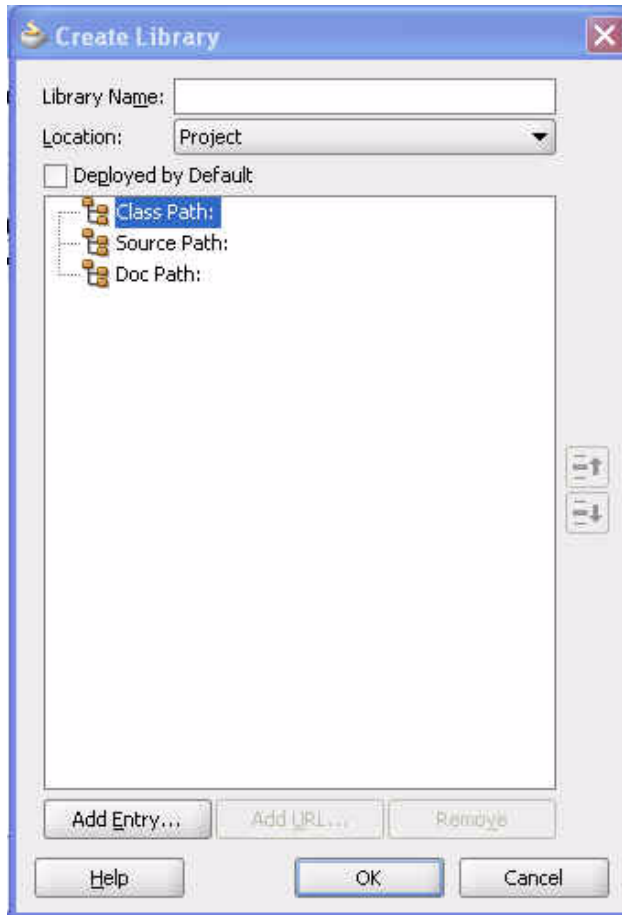 Create Library
Library Name:
Location: Project
Deployed by Default
Class Path:
Source Path:
Doc Path:
Add Entry... Add URL... Remove
Help OK Cancel